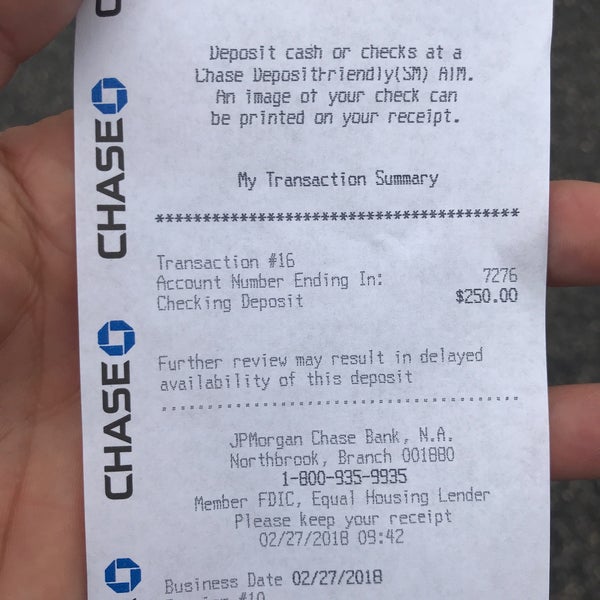 Deposit cash or checks at a
Chase DepositFriendly(SM) ATM.
An image of your check can
be printed on your receipt.
My Transaction Summary
****************************************
Transaction #16
Account Number Ending In: 7276
Checking Deposit $250.00
Further review may result in delayed
availability of this deposit
JPMorgan Chase Bank, N.A.
Northbrook, Branch 001880
1-800-935-9935
Member FDIC, Equal Housing Lender
Please keep your receipt
02/27/2018 09:42
Business Date 02/27/2018
#10
CHASE
CHASE